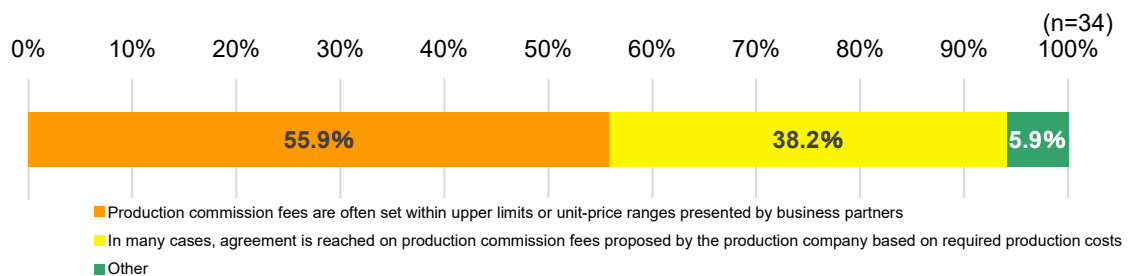 (n=34)
0% 10% 20% 30% 40% 50% 60% 70% 80% 90% 100%
55.9% 38.2% 5.9%
Production commission fees are often set within upper limits or unit-price ranges presented by business partners
In many cases, agreement is reached on production commission fees proposed by the production company based on required production costs
Other